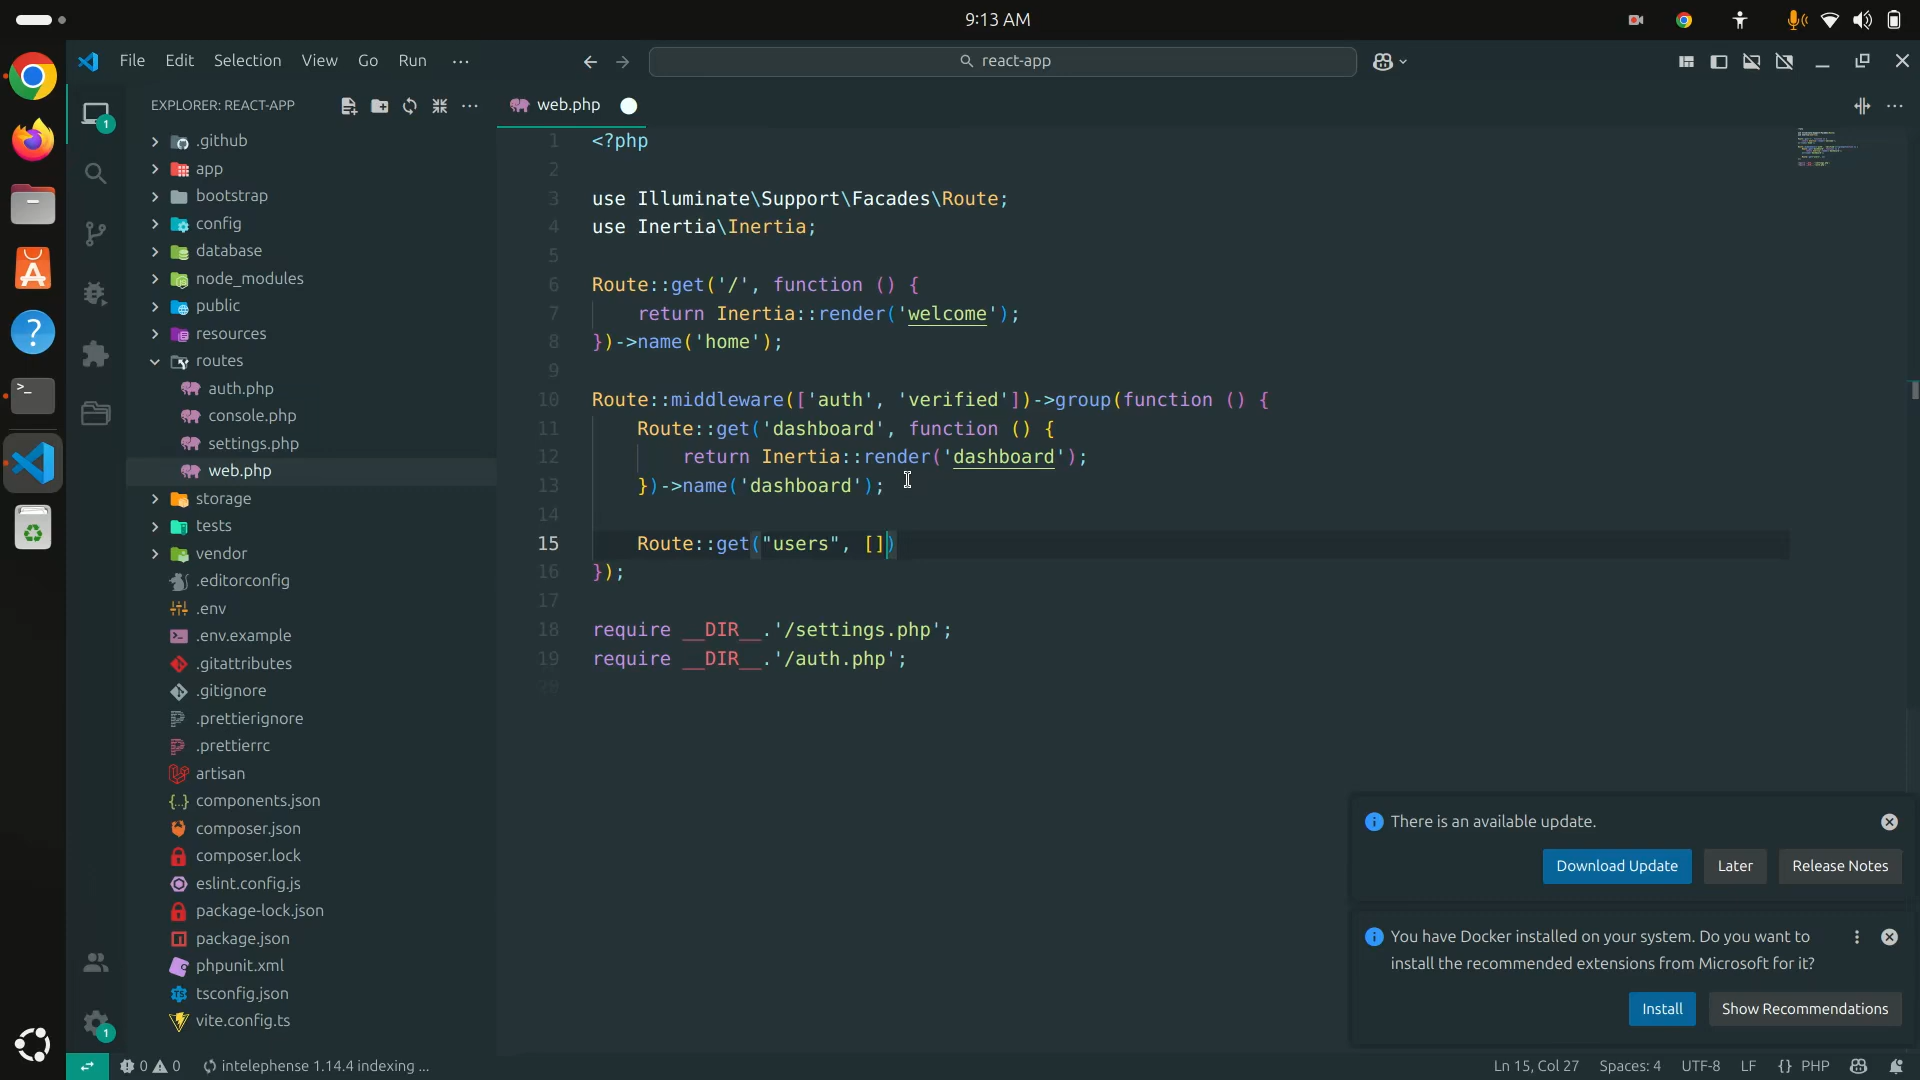 9:13 AM
File Edit Selection View Go Run ...
react-app
EXPLORER: REACT-APP
.github
app
bootstrap
config
database
node_modules
public
resources
routes
auth.php
console.php
settings.php
web.php
storage
tests
vendor
.editorconfig
.env
.env.example
.gitattributes
.gitignore
.prettierignore
.prettierrc
artisan
components.json
composer.json
composer.lock
eslint.config.js
package-lock.json
package.json
phpunit.xml
tsconfig.json
vite.config.ts
1
1
web.php
1 <?php
2
3 use Illuminate\Support\Facades\Route;
4 use Inertia\Inertia;
5
6 Route::get('/', function () {
7     return Inertia::render('welcome');
8 })->name('home');
9
10 Route::middleware(['auth', 'verified'])->group(function () {
11     Route::get('dashboard', function () {
12         return Inertia::render('dashboard');
13     })->name('dashboard');
14
15     Route::get("users", [])
16 });
17
18 require __DIR__.'/settings.php';
19 require __DIR__.'/auth.php';
20
There is an available update.
Download Update Later Release Notes
You have Docker installed on your system. Do you want to
install the recommended extensions from Microsoft for it?
Install Show Recommendations
0 0 intelephense 1.14.4 indexing ... Ln 15, Col 27 Spaces: 4 UTF-8 LF {} PHP